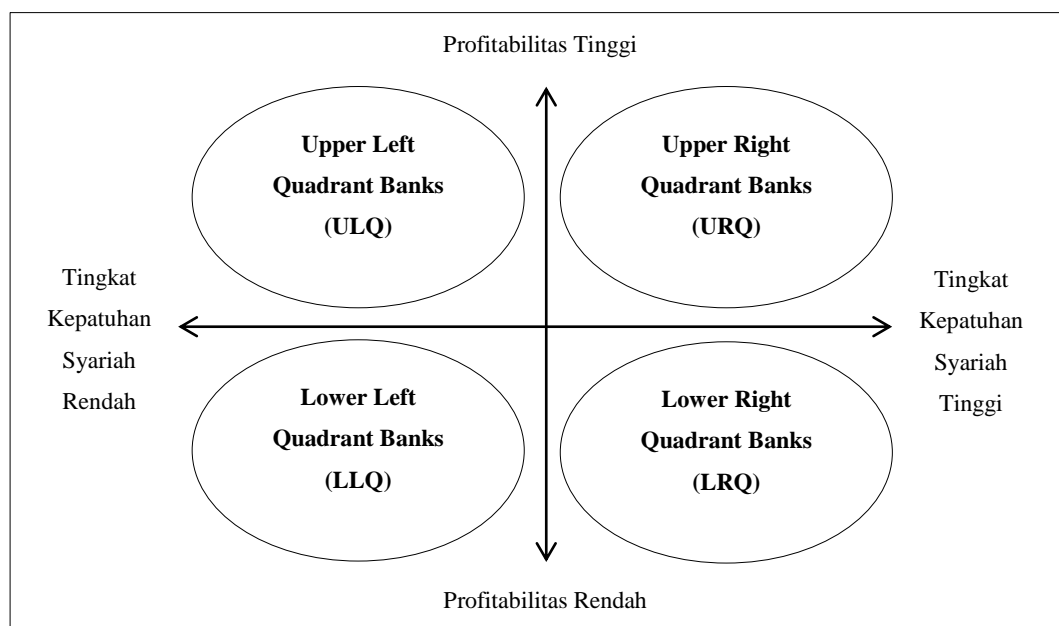 Profitabilitas Tinggi
Upper Left
Quadrant Banks
(ULQ)
Upper Right
Quadrant Banks
(URQ)
Tingkat
Kepatuhan
Syariah
Rendah
Tingkat
Kepatuhan
Syariah
Tinggi
Lower Left
Quadrant Banks
(LLQ)
Lower Right
Quadrant Banks
(LRQ)
Profitabilitas Rendah